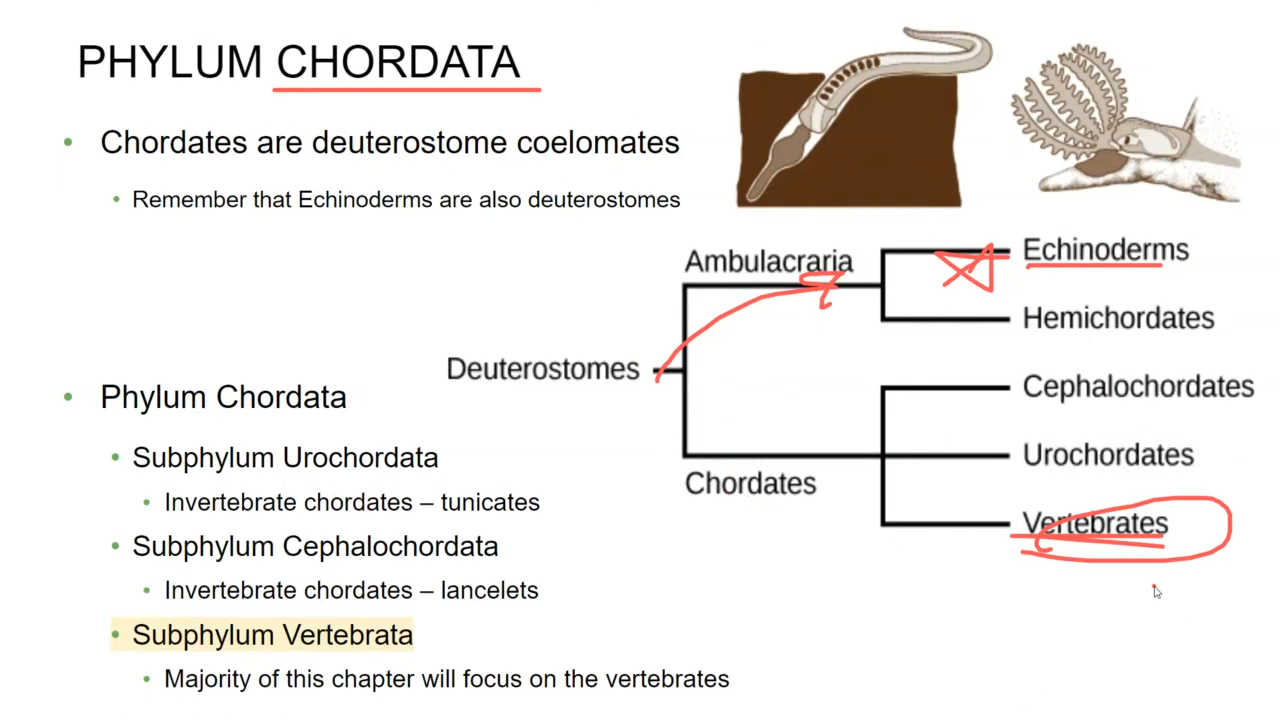 PHYLUM CHORDATA
• Chordates are deuterostome coelomates
• Remember that Echinoderms are also deuterostomes
Ambulacraria
Echinoderms
Hemichordates
Deuterostomes
Cephalochordates
Urochordates
Chordates
Vertebrates
• Phylum Chordata
• Subphylum Urochordata
• Invertebrate chordates – tunicates
• Subphylum Cephalochordata
• Invertebrate chordates – lancelets
• Subphylum Vertebrata
• Majority of this chapter will focus on the vertebrates